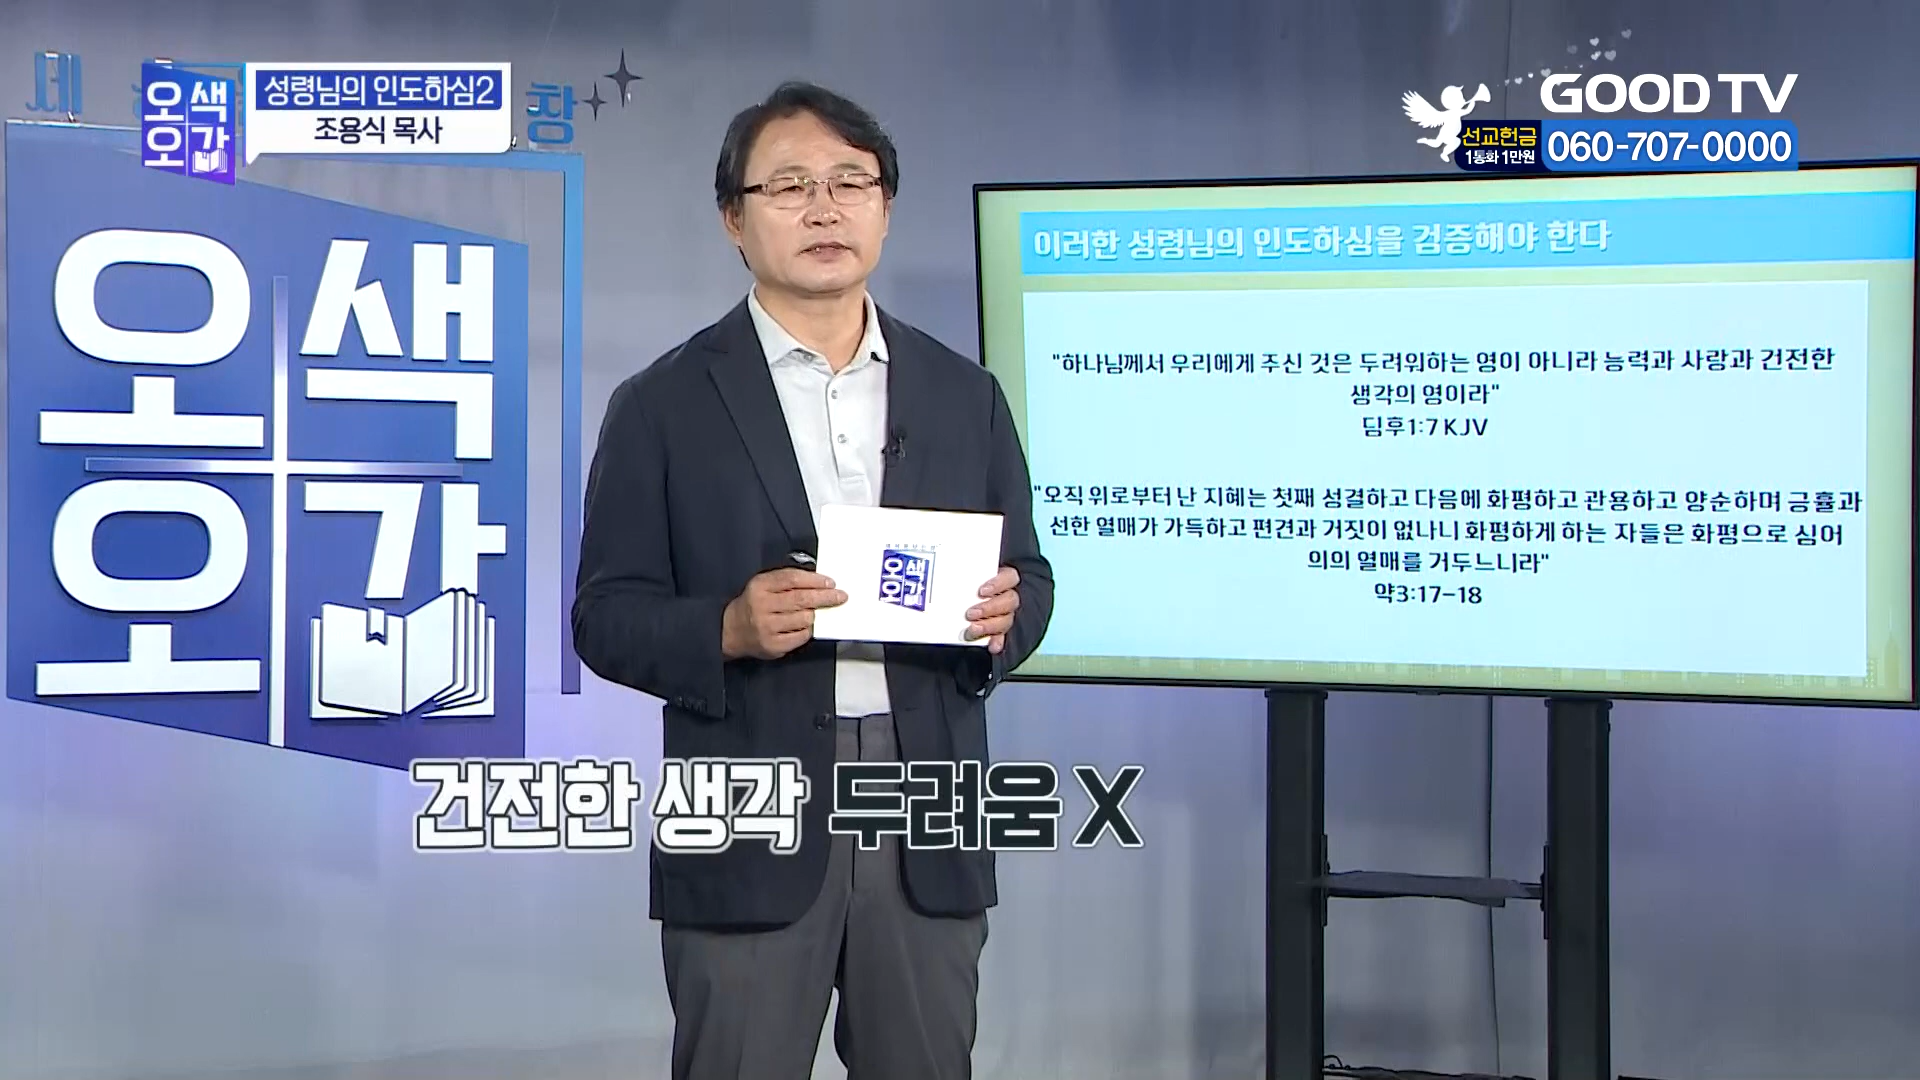 세
창
오색
오감
성령님의 인도하심2
조용식 목사
GOODTV
선교헌금
1통화 1만원
060-707-0000
오색
오감
이러한 성령님의 인도하심을 검증해야 한다
"하나님께서 우리에게 주신 것은 두려워하는 영이 아니라 능력과 사랑과 건전한
생각의 영이라"
딤후1:7 KJV
"오직 위로부터 난 지혜는 첫째 성결하고 다음에 화평하고 관용하고 양순하며 긍휼과
선한 열매가 가득하고 편견과 거짓이 없나니 화평하게 하는 자들은 화평으로 심어
의의 열매를 거두느니라"
약3:17-18
오색
오감
건전한 생각 두려움 X